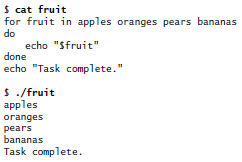 $ cat fruit
for fruit in apples oranges pears bananas
do
    echo "$fruit"
done
echo "Task complete."

$ ./fruit
apples
oranges
pears
bananas
Task complete.